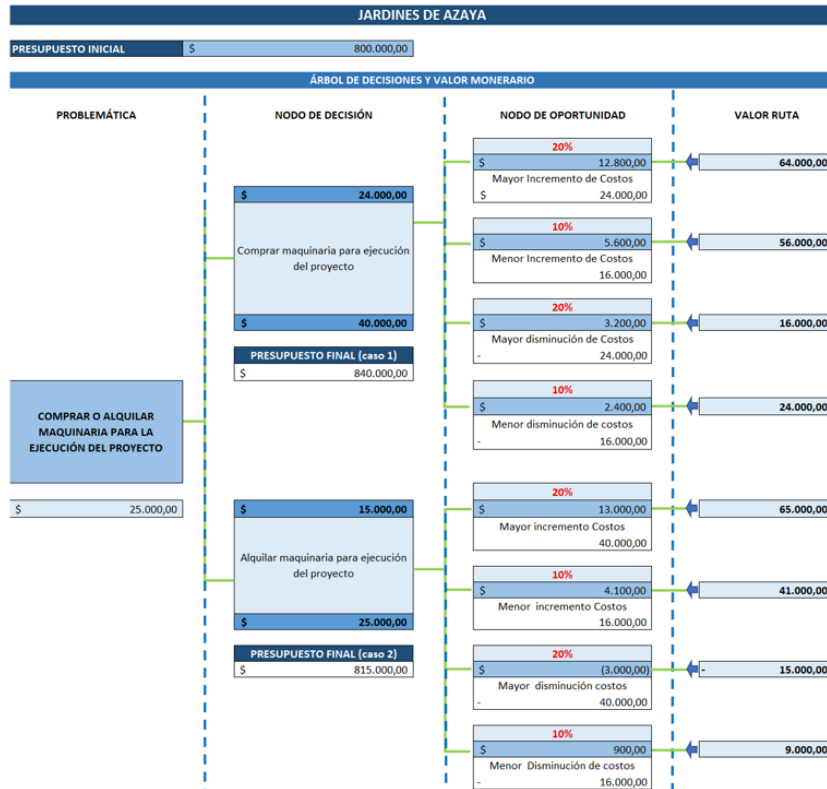 JARDINES DE AZAYA
PRESUPUESTO INICIAL $ 800.000,00
ÁRBOL DE DECISIONES Y VALOR MONERARIO
PROBLEMÁTICA NODO DE DECISIÓN NODO DE OPORTUNIDAD VALOR RUTA
COMPRAR O ALQUILAR
MAQUINARIA PARA LA
EJECUCIÓN DEL PROYECTO
$ 25.000,00
$ 24.000,00
Comprar maquinaria para ejecución
del proyecto
$ 40.000,00
PRESUPUESTO FINAL (caso 1)
$ 840.000,00
20%
$ 12.800,00
Mayor Incremento de Costos
$ 24.000,00
64.000,00
10%
$ 5.600,00
Menor Incremento de Costos
16.000,00
56.000,00
20%
$ 3.200,00
Mayor disminución de Costos
- 24.000,00
16.000,00
10%
$ 2.400,00
Menor disminución de costos
- 16.000,00
24.000,00
$ 15.000,00
Alquilar maquinaria para ejecución
del proyecto
$ 25.000,00
PRESUPUESTO FINAL (caso 2)
$ 815.000,00
20%
$ 13.000,00
Mayor incremento Costos
40.000,00
65.000,00
10%
$ 4.100,00
Menor incremento Costos
16.000,00
41.000,00
20%
$ (3.000,00)
Mayor disminución costos
- 40.000,00
- 15.000,00
10%
$ 900,00
Menor Disminución de costos
- 16.000,00
9.000,00